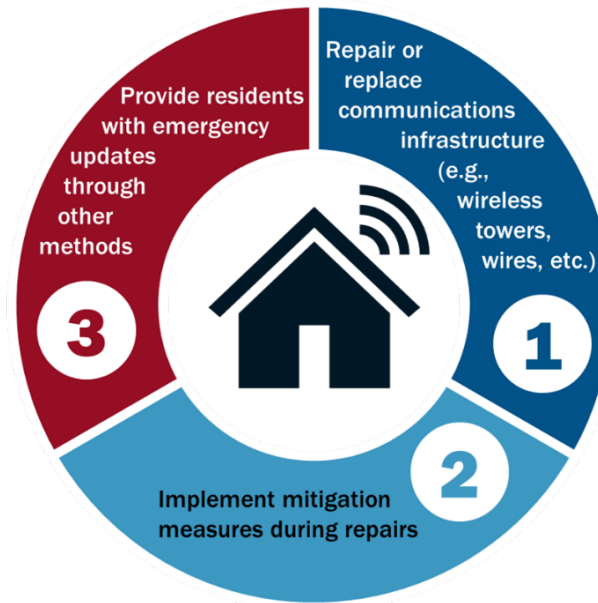 Repair or
replace
communications
infrastructure
(e.g.,
wireless
towers,
wires, etc.)
1
2
Implement mitigation
measures during repairs
Provide residents
with emergency
updates
through
other
methods
3